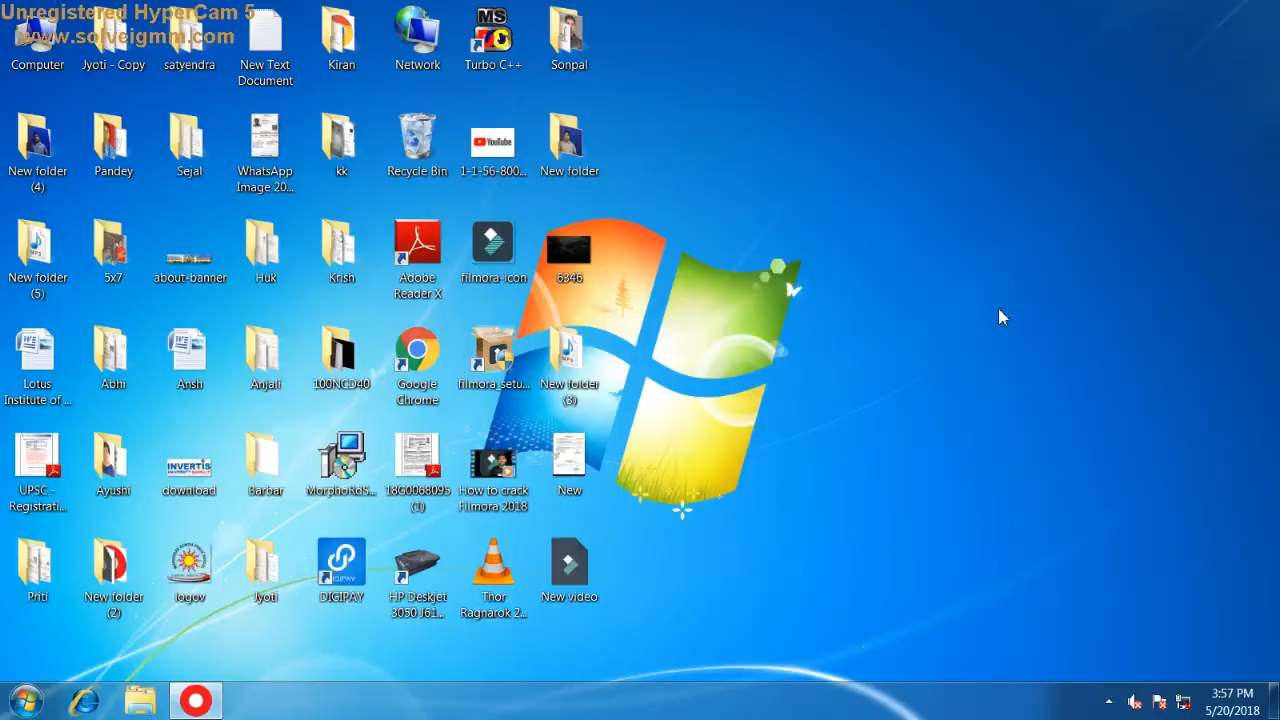 Unregistered HyperCam 5
www.solveigmm.com
Computer
Jyoti - Copy
satyendra
New Text
Document
Kiran
Network
MS
Turbo C++
Sonpal
New folder
(4)
Pandey
Sejal
WhatsApp
Image 20...
kk
Recycle Bin
YouTube
1-1-56-800...
New folder
MP3
New folder
(5)
5x7
about-banner
Huk
Krish
Adobe
Reader X
filmora-icon
6346
Lotus
Institute of ...
Abhi
Ansh
Anjali
100NCD40
Google
Chrome
filmora_setu...
MP3
New folder
(3)
UPSC -
Registrati...
Ayushi
INVERTIS
download
Barbar
MorphoRdS...
18G0068095
(1)
How to crack
Filmora 2018
New
Priti
New folder
(2)
logov
Jyoti
DIGIPAY
HP Deskjet
3050 J61...
Thor
Ragnarok 2...
New video
3:57 PM
5/20/2018